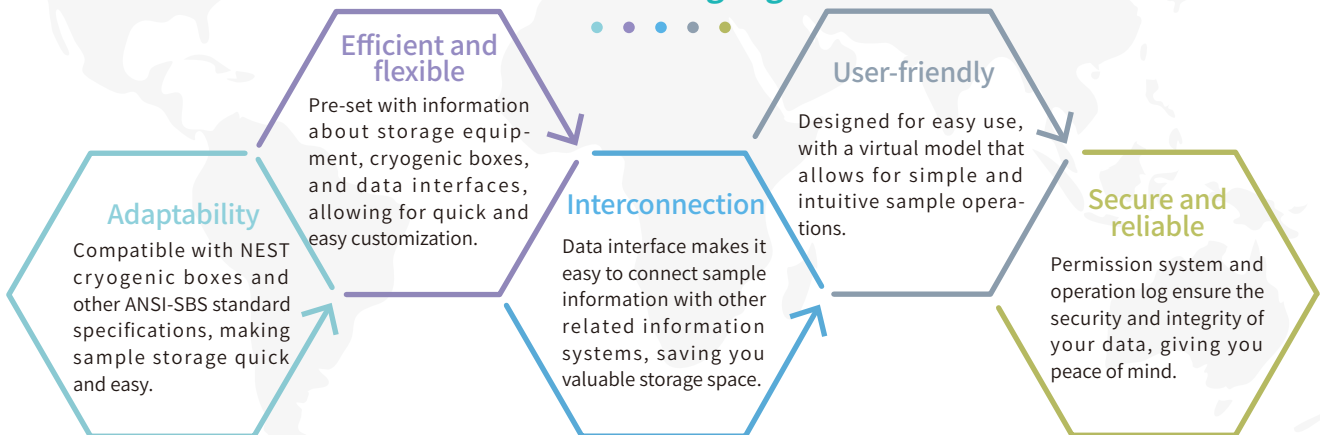 Adaptability
Compatible with NEST
cryogenic boxes and
other ANSI-SBS standard
specifications, making
sample storage quick
and easy.
Efficient and
flexible
Pre-set with information
about storage equip-
ment, cryogenic boxes,
and data interfaces,
allowing for quick and
easy customization.
Interconnection
Data interface makes it
easy to connect sample
information with other
related information
systems, saving you
valuable storage space.
User-friendly
Designed for easy use,
with a virtual model that
allows for simple and
intuitive sample opera-
tions.
Secure and
reliable
Permission system and
operation log ensure the
security and integrity of
your data, giving you
peace of mind.